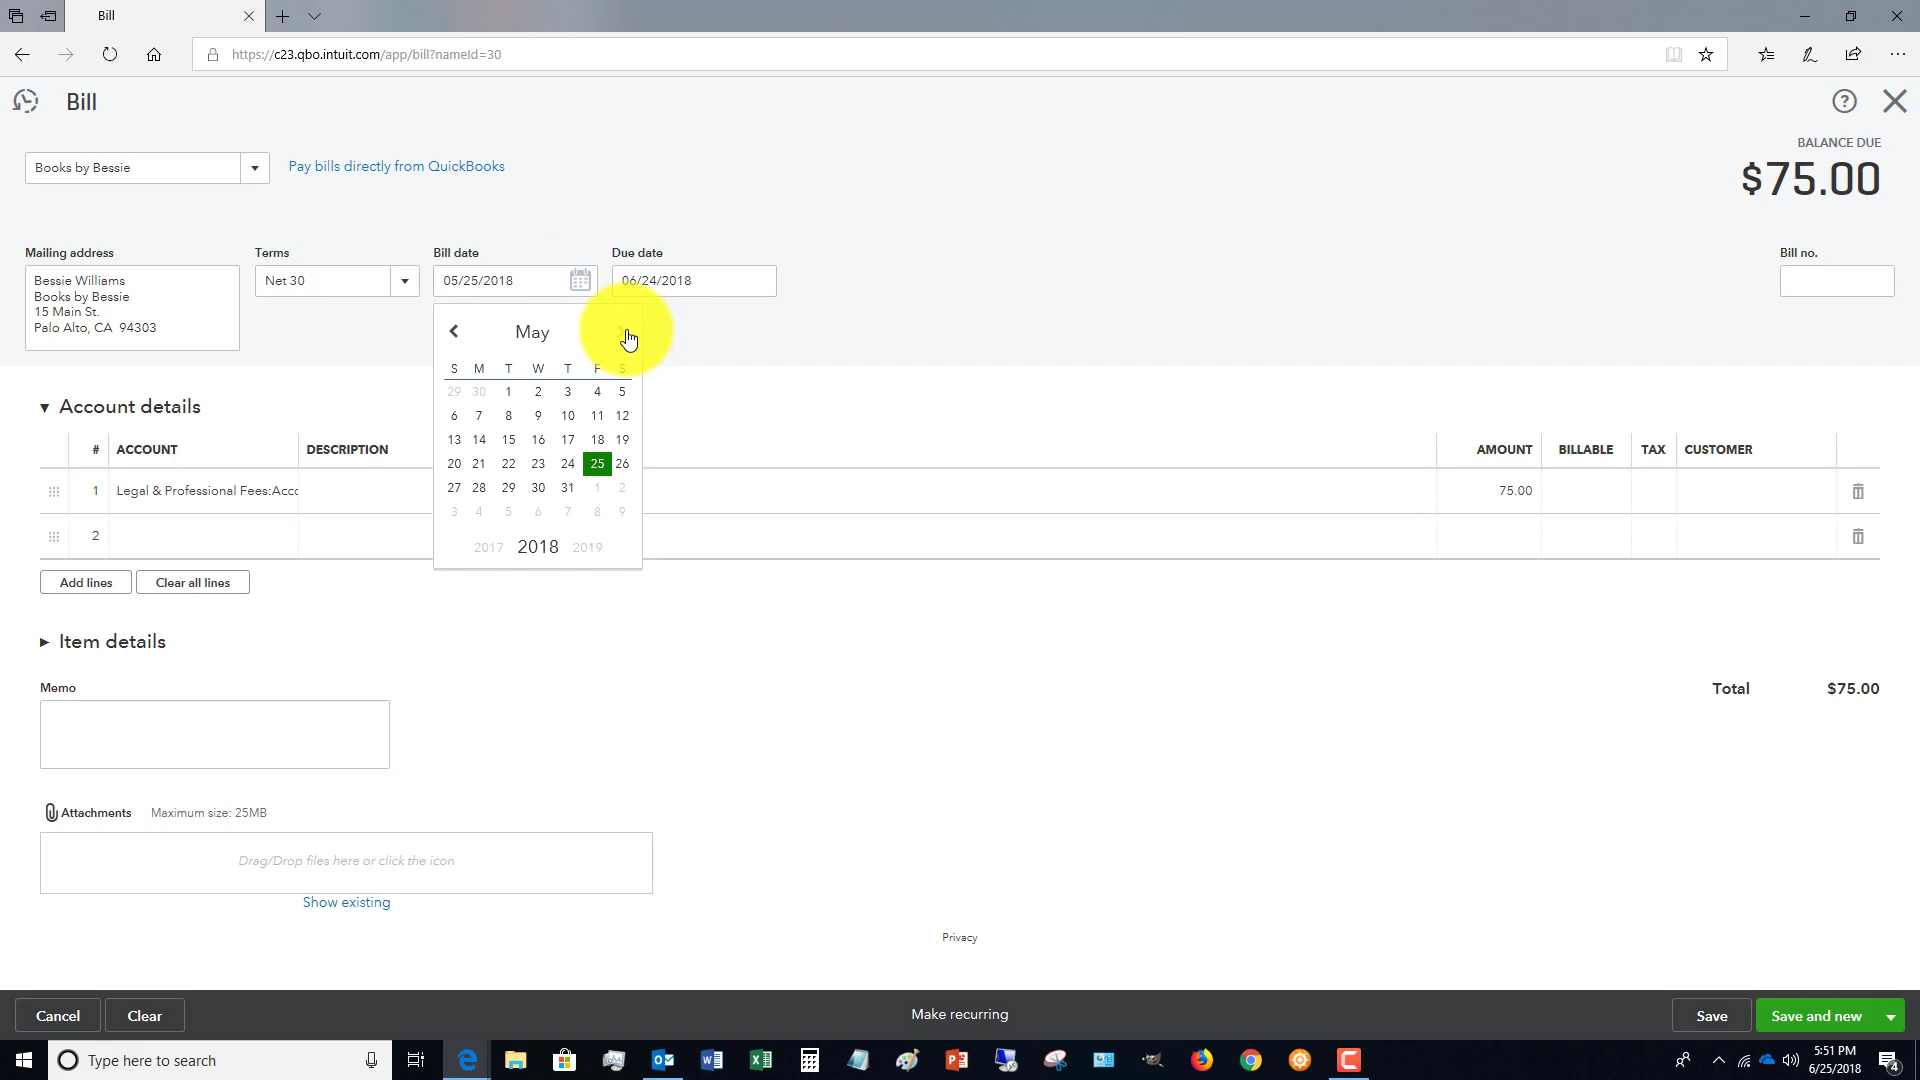 Bill
https://c23.qbo.intuit.com/app/bill?nameId=30
Bill
BALANCE DUE
$75.00
Books by Bessie
Pay bills directly from QuickBooks
Mailing address
Terms
Bill date
Due date
Bill no.
Bessie Williams
Books by Bessie
15 Main St.
Palo Alto, CA 94303
Net 30
05/25/2018
06/24/2018
May
S M T W T F S
29 30 1 2 3 4 5
6 7 8 9 10 11 12
13 14 15 16 17 18 19
20 21 22 23 24 25 26
27 28 29 30 31 1 2
3 4 5 6 7 8 9
2017 2018 2019
Account details
# ACCOUNT DESCRIPTION AMOUNT BILLABLE TAX CUSTOMER
1 Legal & Professional Fees:Acco 75.00
2
Add lines
Clear all lines
Item details
Memo
Total $75.00
Attachments Maximum size: 25MB
Drag/Drop files here or click the icon
Show existing
Privacy
Cancel
Clear
Make recurring
Save
Save and new
Type here to search
5:51 PM
6/25/2018
4